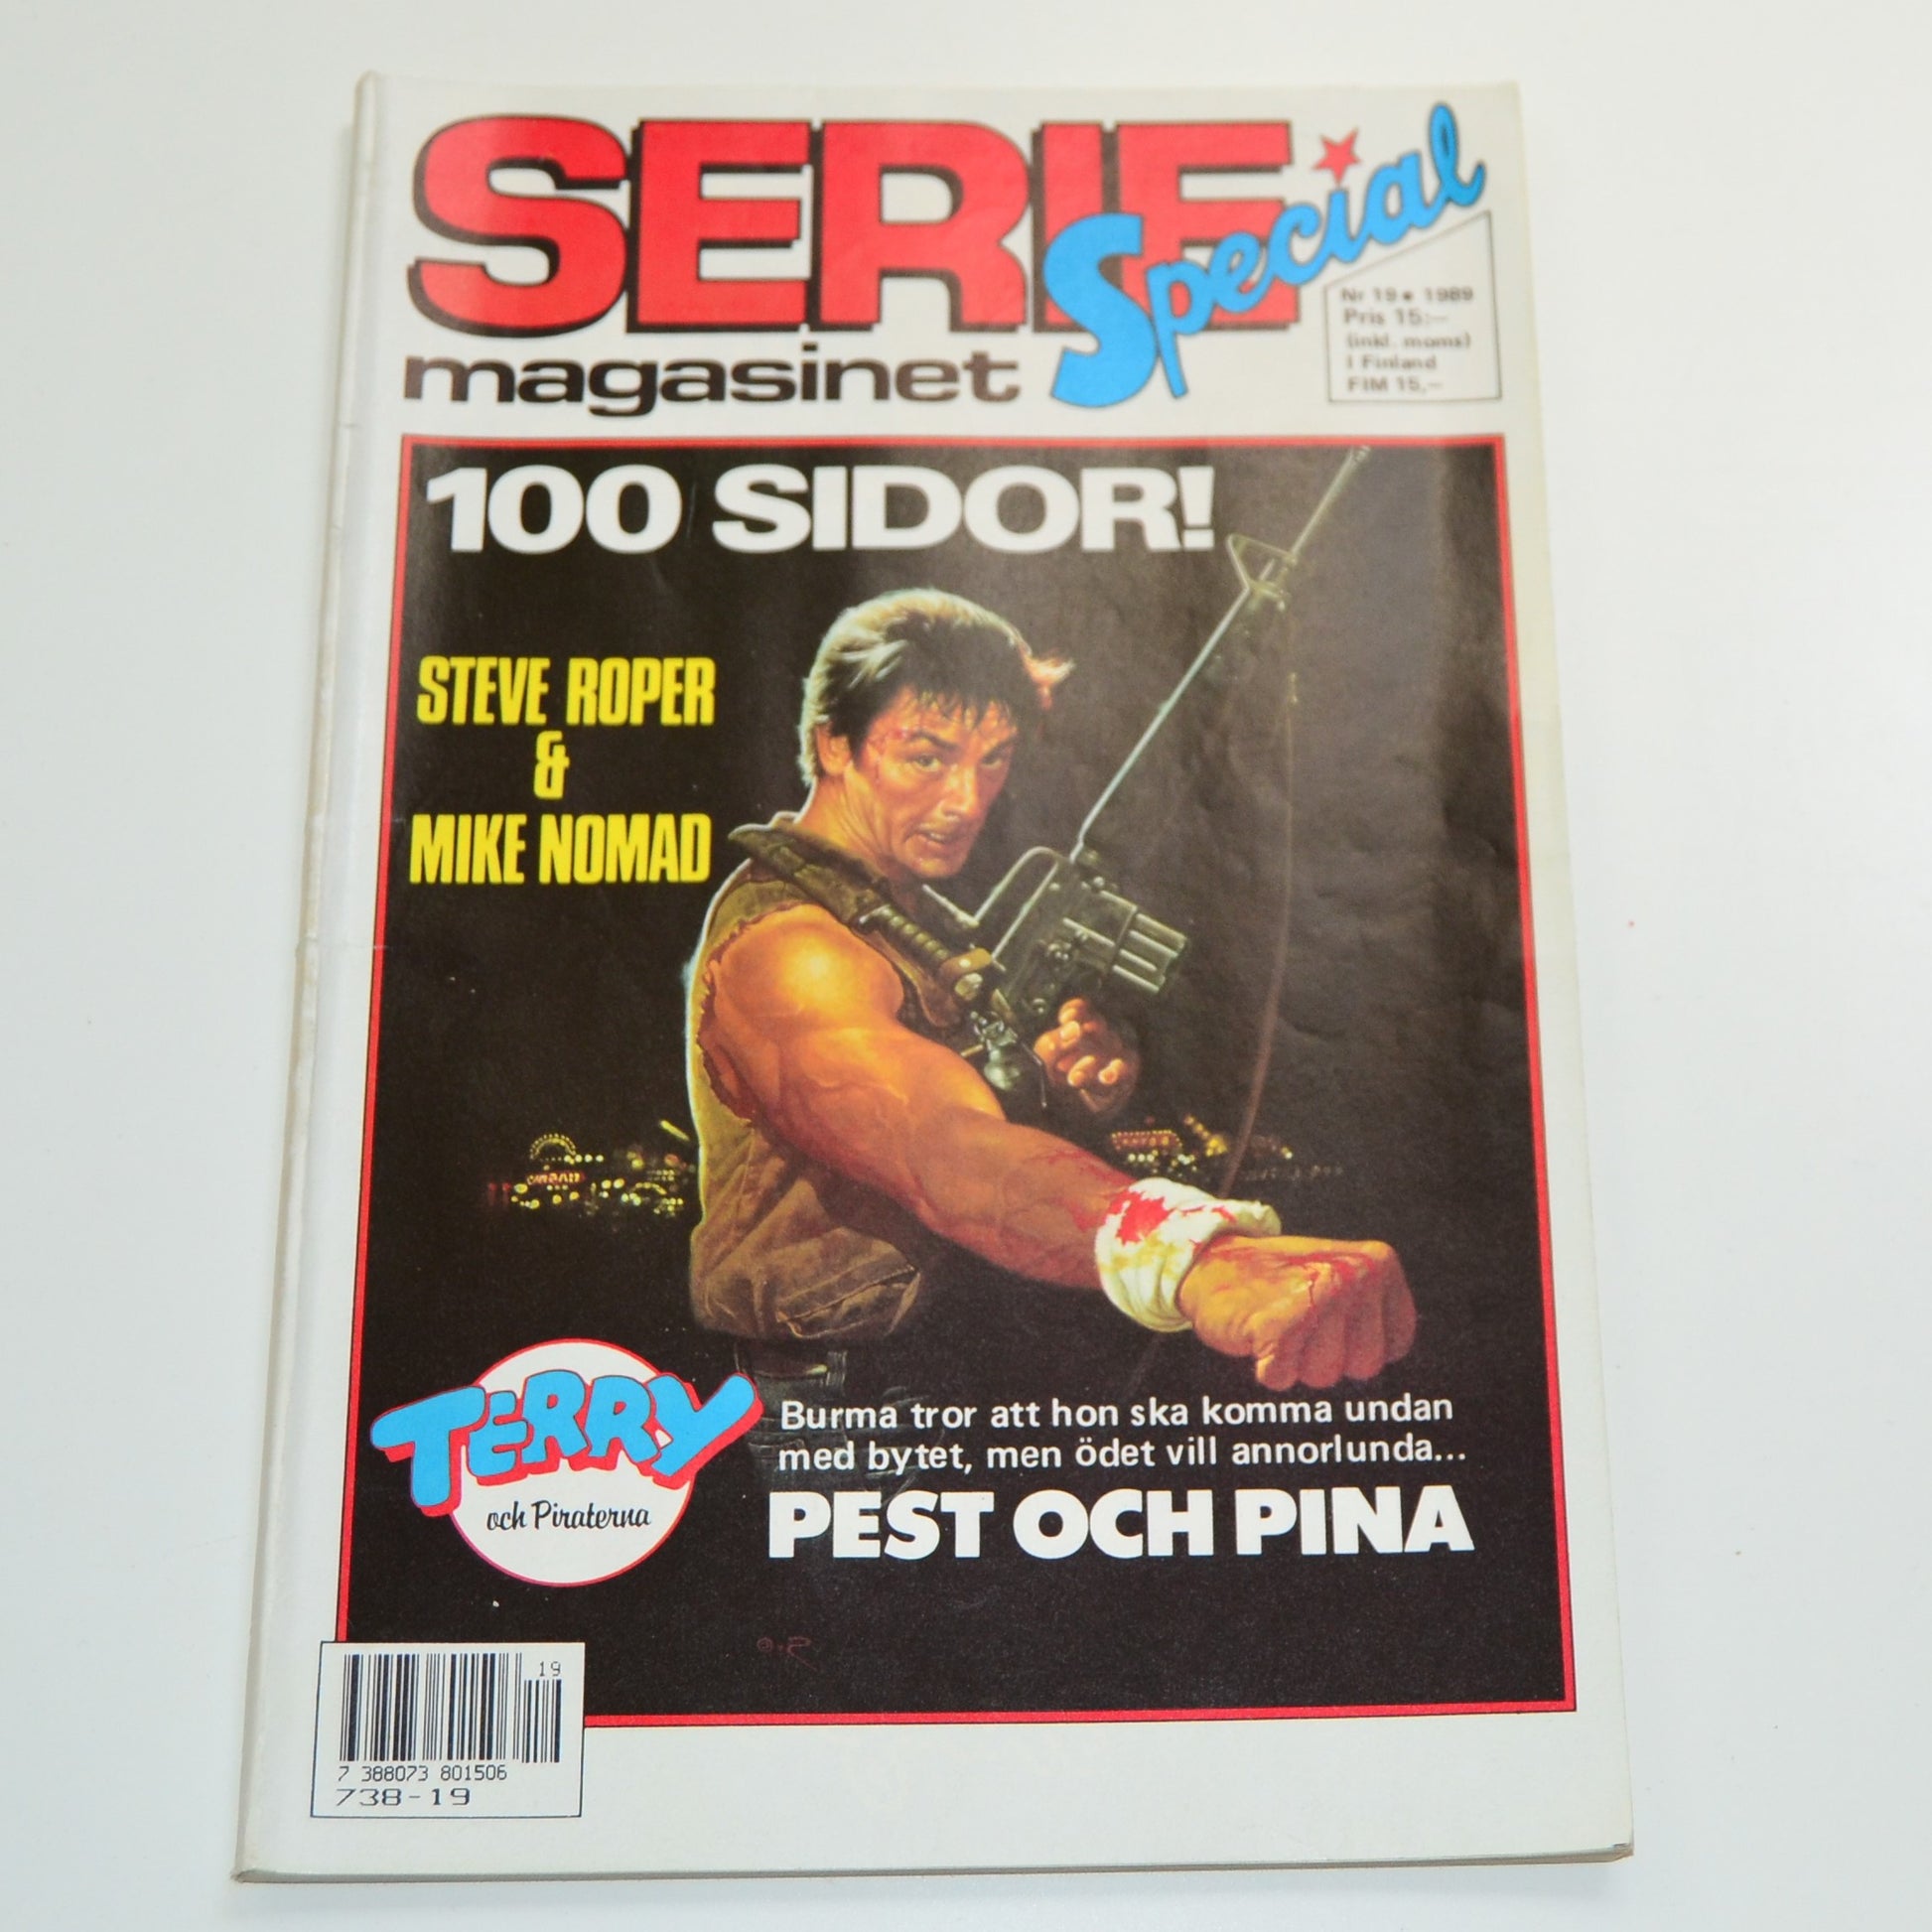 SERIE
Special
magasinet
Nr 19 • 1989
Pris 15:—
(inkl. moms)
I Finland
FIM 15,—
100 SIDOR!
STEVE ROPER
&
MIKE NOMAD
TERRY
och Piraterna
Burma tror att hon ska komma undan
med bytet, men ödet vill annorlunda...
PEST OCH PINA
19
7 388073 801506
738-19